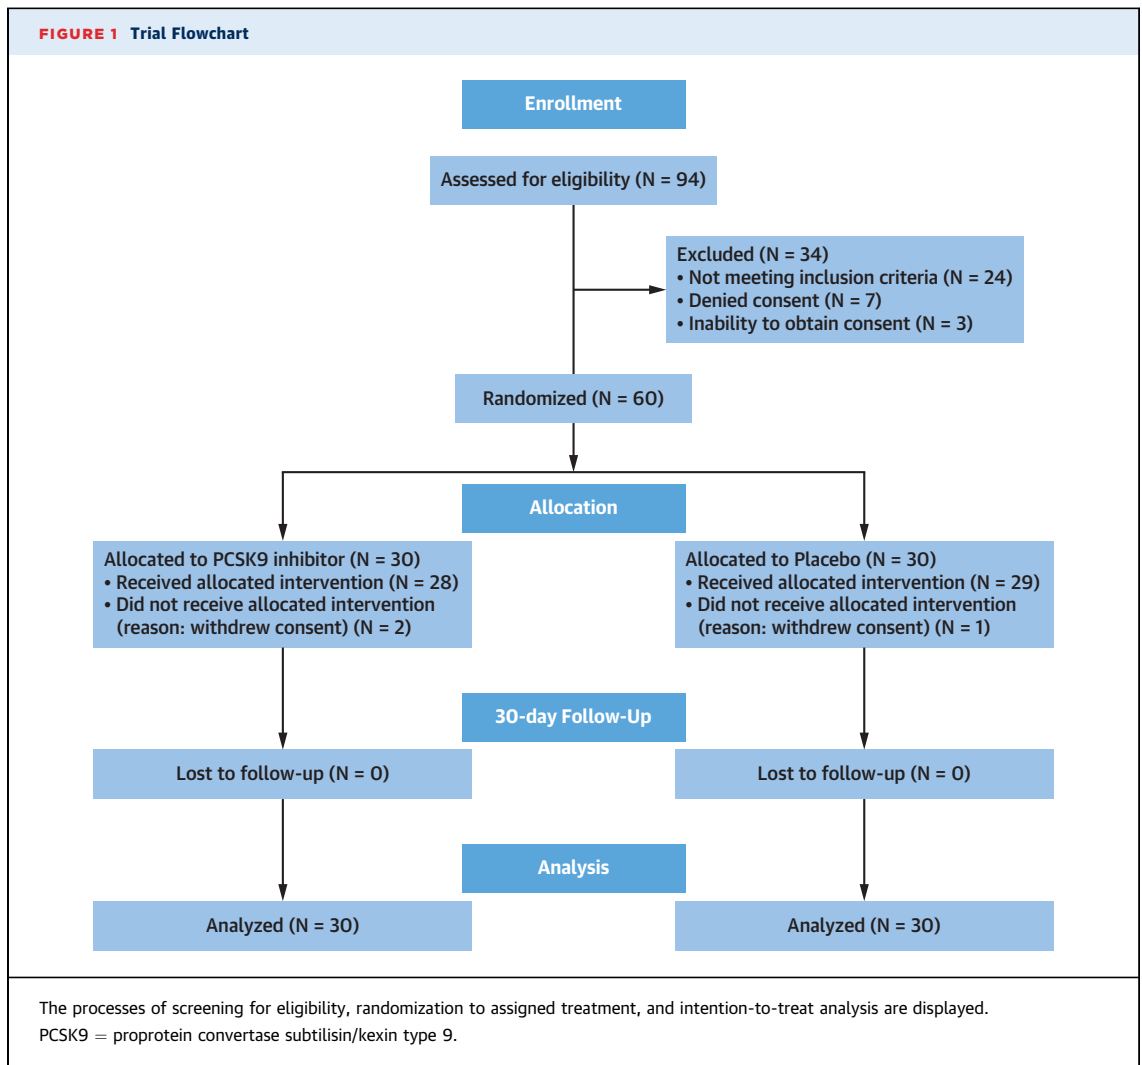 FIGURE 1 Trial Flowchart
Enrollment
Assessed for eligibility (N = 94)
Excluded (N = 34)
• Not meeting inclusion criteria (N = 24)
• Denied consent (N = 7)
• Inability to obtain consent (N = 3)
Randomized (N = 60)
Allocation
Allocated to PCSK9 inhibitor (N = 30)
• Received allocated intervention (N = 28)
• Did not receive allocated intervention
(reason: withdrew consent) (N = 2)
Allocated to Placebo (N = 30)
• Received allocated intervention (N = 29)
• Did not receive allocated intervention
(reason: withdrew consent) (N = 1)
30-day Follow-Up
Lost to follow-up (N = 0)
Lost to follow-up (N = 0)
Analysis
Analyzed (N = 30)
Analyzed (N = 30)
The processes of screening for eligibility, randomization to assigned treatment, and intention-to-treat analysis are displayed.
PCSK9 = proprotein convertase subtilisin/kexin type 9.